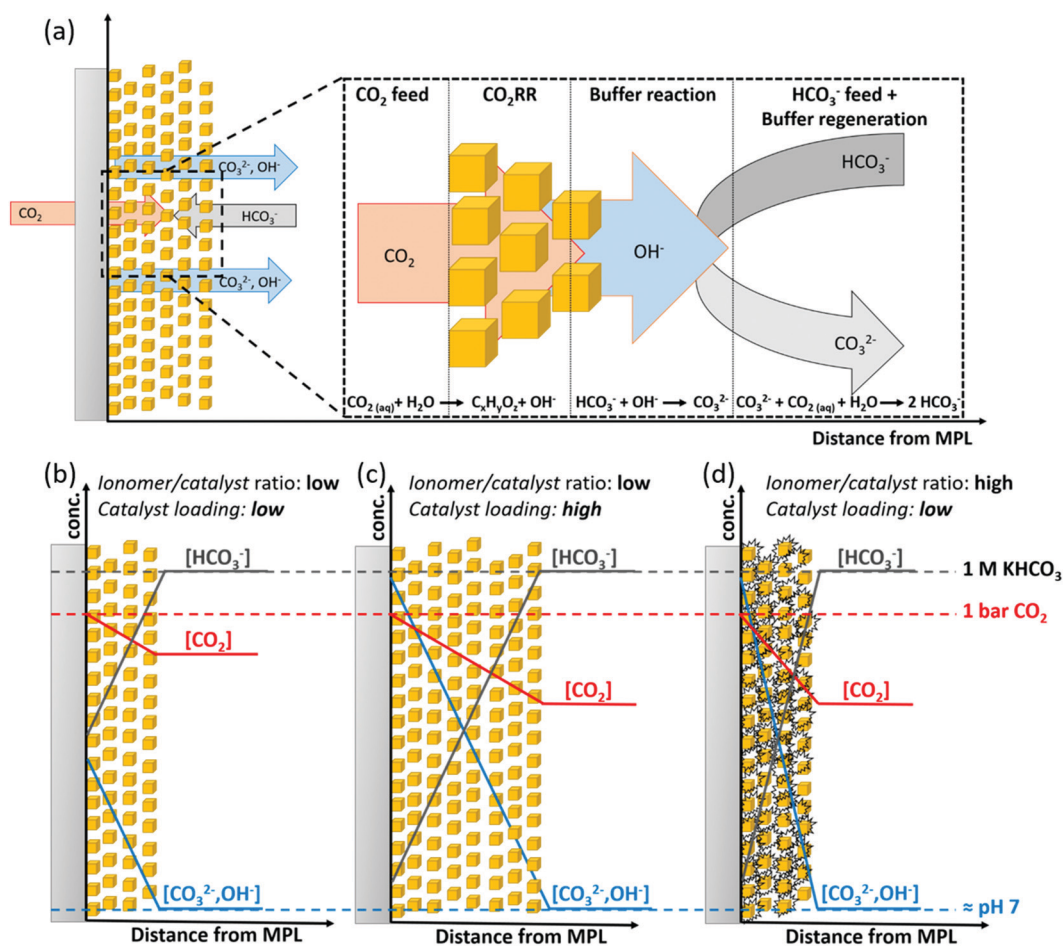 (a)
CO₂ feed
CO₂RR
Buffer reaction
HCO₃⁻ feed +
Buffer regeneration
CO₃²⁻, OH⁻
CO₂
HCO₃⁻
CO₃²⁻, OH⁻
CO₂
OH⁻
HCO₃⁻
CO₃²⁻
CO₂ (aq) + H₂O → CₓHᵧO₂ + OH⁻
HCO₃⁻ + OH⁻ → CO₃²⁻
CO₃²⁻ + CO₂ (aq) + H₂O → 2 HCO₃⁻
Distance from MPL
(b)
conc.
Ionomer/catalyst ratio: low
Catalyst loading: low
[HCO₃⁻]
[CO₂]
[CO₃²⁻,OH⁻]
Distance from MPL
(c)
conc.
Ionomer/catalyst ratio: low
Catalyst loading: high
[HCO₃⁻]
[CO₂]
[CO₃²⁻,OH⁻]
Distance from MPL
(d)
conc.
Ionomer/catalyst ratio: high
Catalyst loading: low
[HCO₃⁻]
1 M KHCO₃
1 bar CO₂
[CO₂]
[CO₃²⁻,OH⁻]
≈ pH 7
Distance from MPL